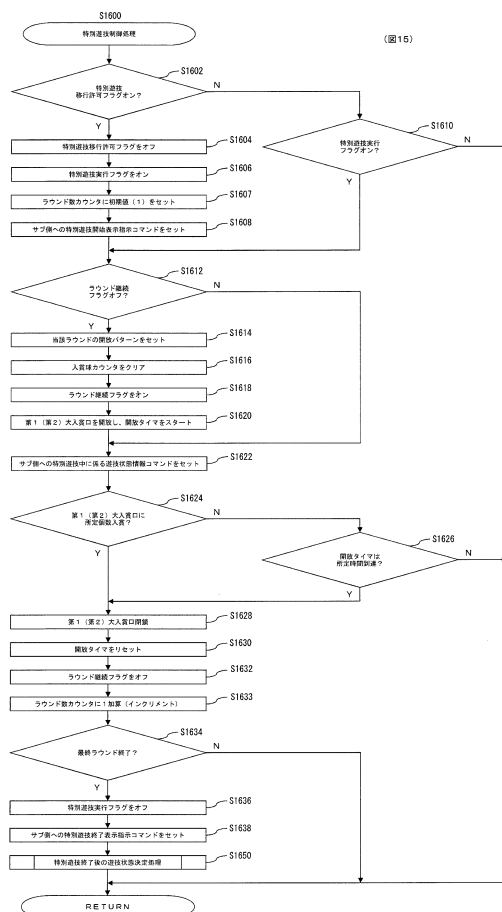 S1600
特別遊技制御処理
(図15)
S1602
特別遊技
移行許可フラグオン?
N
Y
S1610
特別遊技実行
フラグオン?
N
Y
S1604
特別遊技移行許可フラグをオフ
S1606
特別遊技実行フラグをオン
S1607
ラウンド数カウンタに初期値(1)をセット
S1608
サブ側への特別遊技開始表示指示コマンドをセット
S1612
ラウンド継続
フラグオフ?
N
Y
S1614
当該ラウンドの開放パターンをセット
S1616
入賞球カウンタをクリア
S1618
ラウンド継続フラグをオン
S1620
第1(第2)大入賞口を開放し、開放タイマをスタート
S1622
サブ側への特別遊技中に係る遊技状態情報コマンドをセット
S1624
第1(第2)大入賞口に
所定個数入賞?
N
Y
S1626
開放タイマは
所定時間到達?
N
Y
S1628
第1(第2)大入賞口閉鎖
S1630
開放タイマをリセット
S1632
ラウンド継続フラグをオフ
S1633
ラウンド数カウンタに1加算(インクリメント)
S1634
最終ラウンド終了?
N
Y
S1636
特別遊技実行フラグをオフ
S1638
サブ側への特別遊技終了表示指示コマンドをセット
S1650
特別遊技終了後の遊技状態決定処理
RETURN